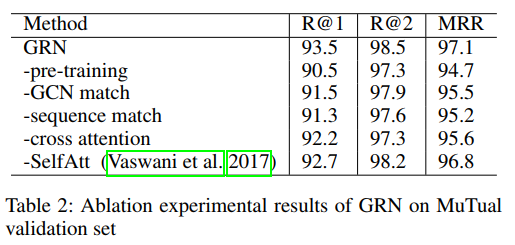 Method R@1 R@2 MRR
GRN 93.5 98.5 97.1
-pre-training 90.5 97.3 94.7
-GCN match 91.5 97.9 95.5
-sequence match 91.3 97.6 95.2
-cross attention 92.2 97.3 95.6
-SelfAtt (Vaswani et al. 2017) 92.7 98.2 96.8
Table 2: Ablation experimental results of GRN on MuTual
validation set